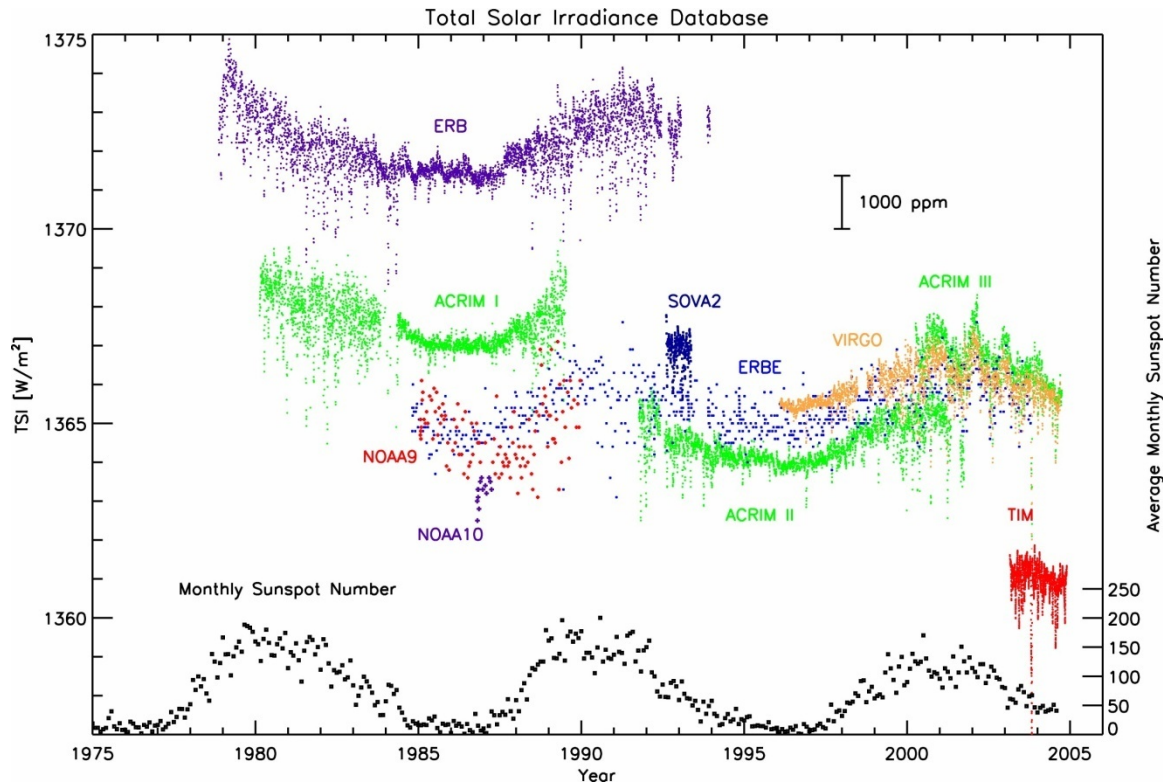 Total Solar Irradiance Database
1375
ERB
1000 ppm
1370
ACRIM III
ACRIM I
SOVA2
VIRGO
ERBE
TSI [W/m²]
1365
NOAA9
ACRIM II
TIM
NOAA10
Monthly Sunspot Number
1360
250
200
150
100
50
0
Average Monthly Sunspot Number
1975 1980 1985 1990 1995 2000 2005
Year